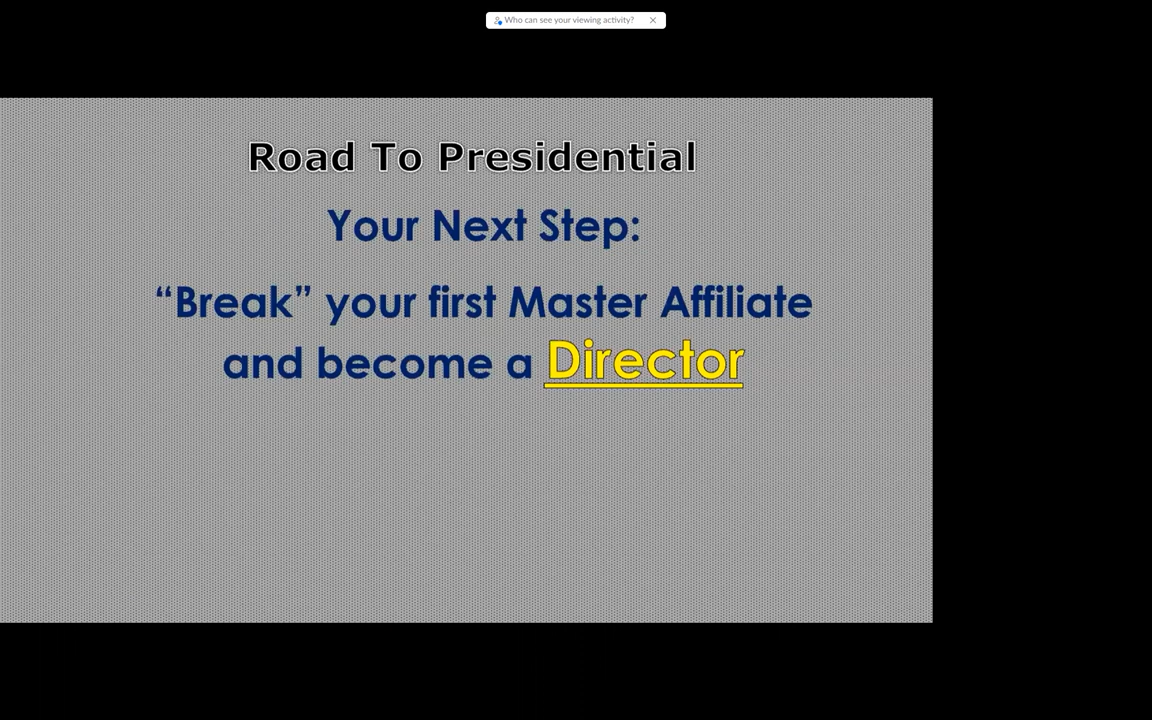 Who can see your viewing activity?
Road To Presidential
Your Next Step:
“Break” your first Master Affiliate
and become a Director